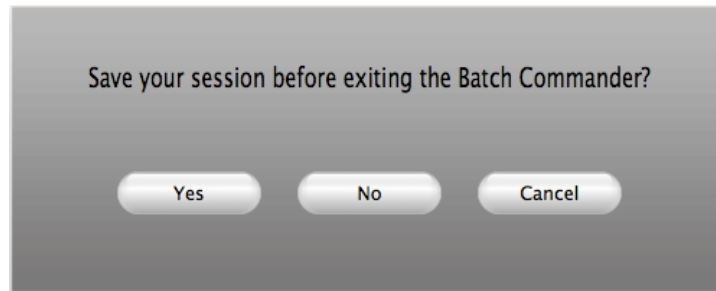 Save your session before exiting the Batch Commander?
Yes No Cancel